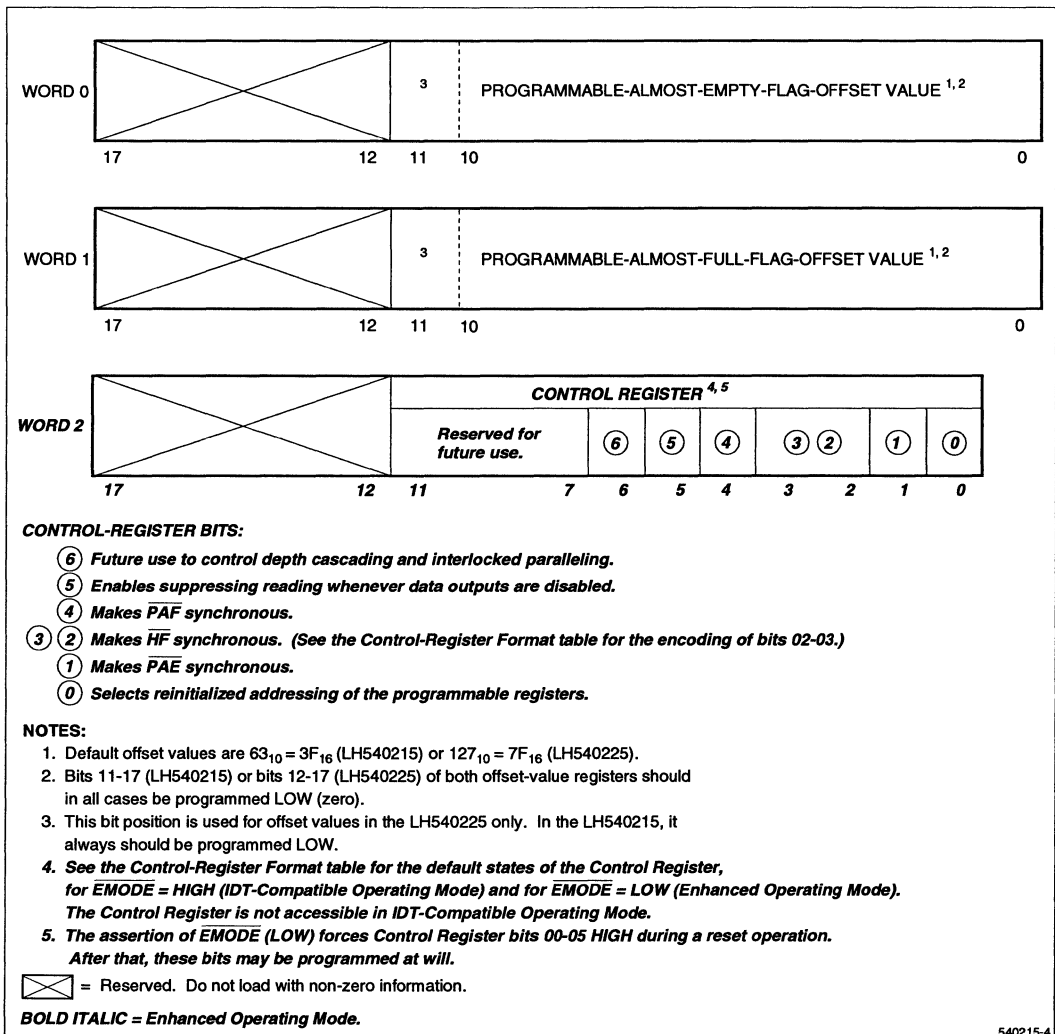 WORD 0
3
PROGRAMMABLE-ALMOST-EMPTY-FLAG-OFFSET VALUE 1, 2
17 12 11 10 0
WORD 1
3
PROGRAMMABLE-ALMOST-FULL-FLAG-OFFSET VALUE 1, 2
17 12 11 10 0
WORD 2
CONTROL REGISTER 4, 5
Reserved for
future use.
6 5 4 3 2 1 0
17 12 11 7 6 5 4 3 2 1 0
CONTROL-REGISTER BITS:
6 Future use to control depth cascading and interlocked paralleling.
5 Enables suppressing reading whenever data outputs are disabled.
4 Makes PAF synchronous.
3 2 Makes HF synchronous. (See the Control-Register Format table for the encoding of bits 02-03.)
1 Makes PAE synchronous.
0 Selects reinitialized addressing of the programmable registers.
NOTES:
1. Default offset values are 63₁₀ = 3F₁₆ (LH540215) or 127₁₀ = 7F₁₆ (LH540225).
2. Bits 11-17 (LH540215) or bits 12-17 (LH540225) of both offset-value registers should
in all cases be programmed LOW (zero).
3. This bit position is used for offset values in the LH540225 only. In the LH540215, it
always should be programmed LOW.
4. See the Control-Register Format table for the default states of the Control Register,
for EMODE = HIGH (IDT-Compatible Operating Mode) and for EMODE = LOW (Enhanced Operating Mode).
The Control Register is not accessible in IDT-Compatible Operating Mode.
5. The assertion of EMODE (LOW) forces Control Register bits 00-05 HIGH during a reset operation.
After that, these bits may be programmed at will.
= Reserved. Do not load with non-zero information.
BOLD ITALIC = Enhanced Operating Mode.
540215-4